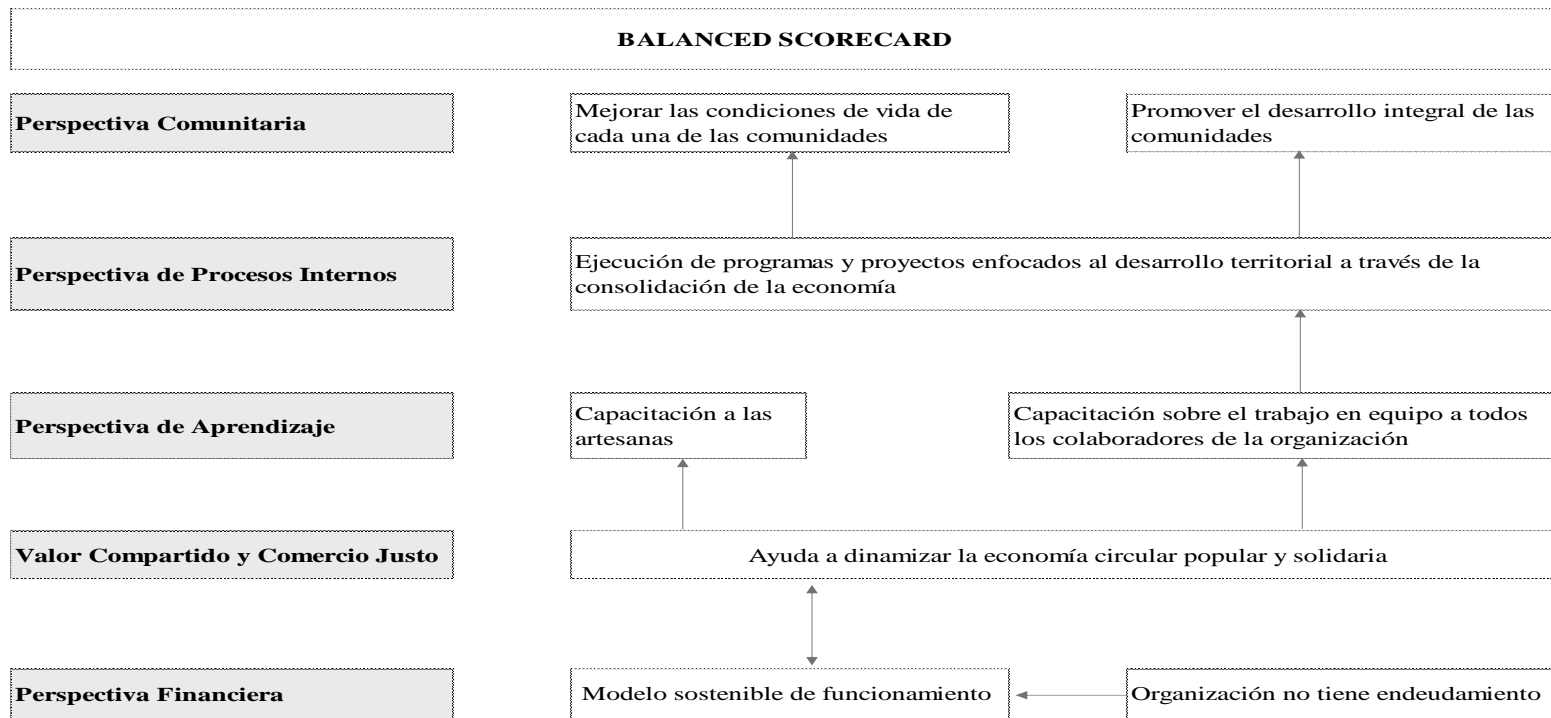 BALANCED SCORECARD
Perspectiva Comunitaria
Mejorar las condiciones de vida de
cada una de las comunidades
Promover el desarrollo integral de las
comunidades
Perspectiva de Procesos Internos
Ejecución de programas y proyectos enfocados al desarrollo territorial a través de la
consolidación de la economía
Perspectiva de Aprendizaje
Capacitación a las
artesanas
Capacitación sobre el trabajo en equipo a todos
los colaboradores de la organización
Valor Compartido y Comercio Justo
Ayuda a dinamizar la economía circular popular y solidaria
Perspectiva Financiera
Modelo sostenible de funcionamiento
Organización no tiene endeudamiento